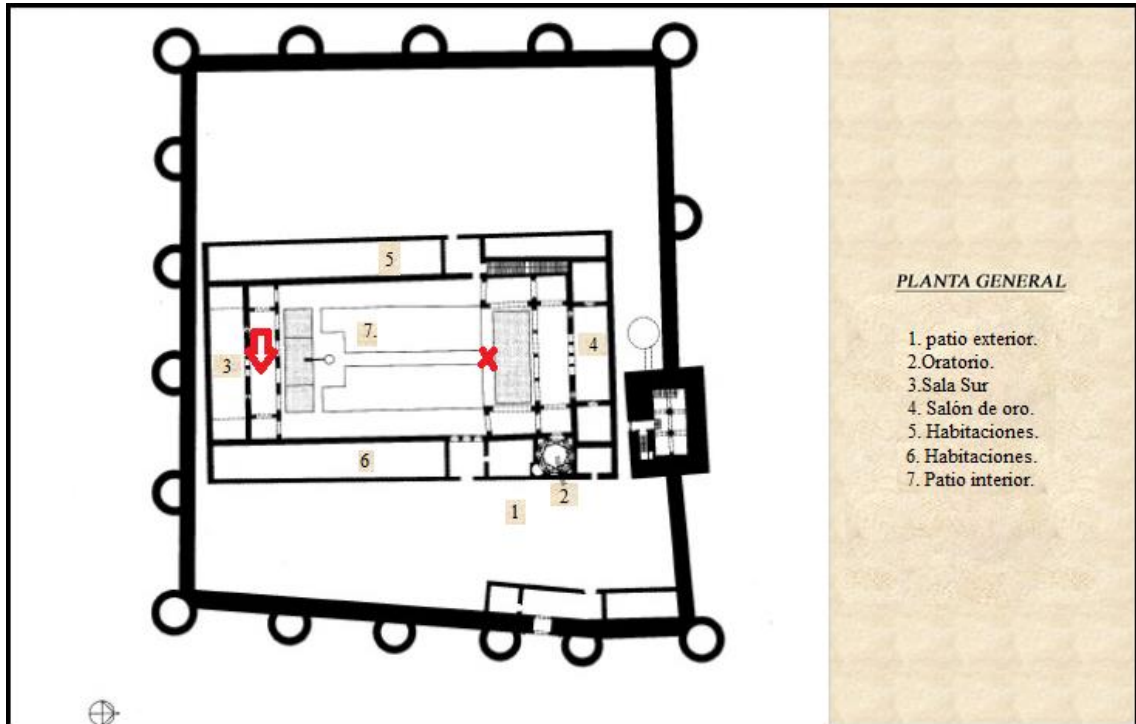 5
3
7.
4
6
1
2
PLANTA GENERAL
1. patio exterior.
2.Oratorio.
3.Sala Sur
4. Salón de oro.
5. Habitaciones.
6. Habitaciones.
7. Patio interior.